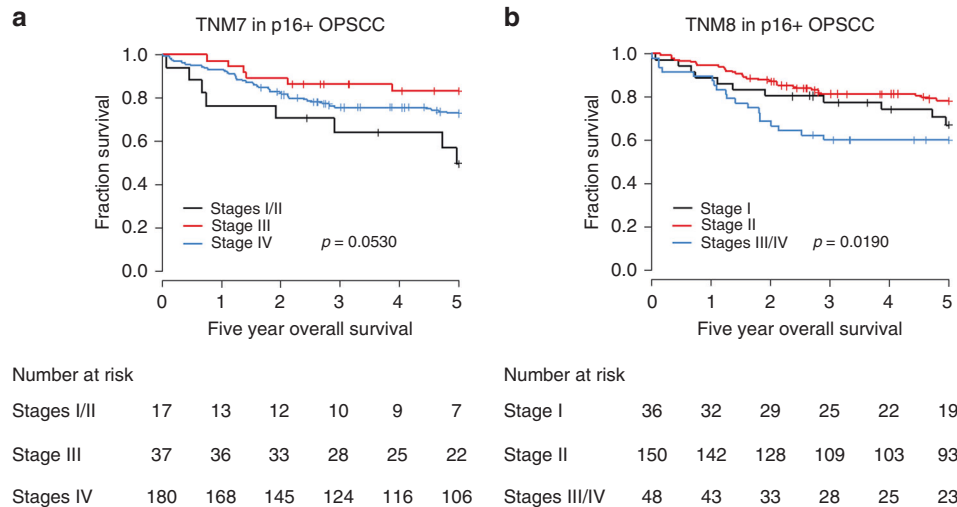 a
TNM7 in p16+ OPSCC
Fraction survival
1.0
0.8
0.6
0.4
0.2
0.0
Stages I/II
Stage III
Stage IV
p = 0.0530
0 1 2 3 4 5
Five year overall survival
Number at risk
Stages I/II 17 13 12 10 9 7
Stage III 37 36 33 28 25 22
Stages IV 180 168 145 124 116 106
b
TNM8 in p16+ OPSCC
Fraction survival
1.0
0.8
0.6
0.4
0.2
0.0
Stage I
Stage II
Stages III/IV
p = 0.0190
0 1 2 3 4 5
Five year overall survival
Number at risk
Stage I 36 32 29 25 22 19
Stage II 150 142 128 109 103 93
Stages III/IV 48 43 33 28 25 23